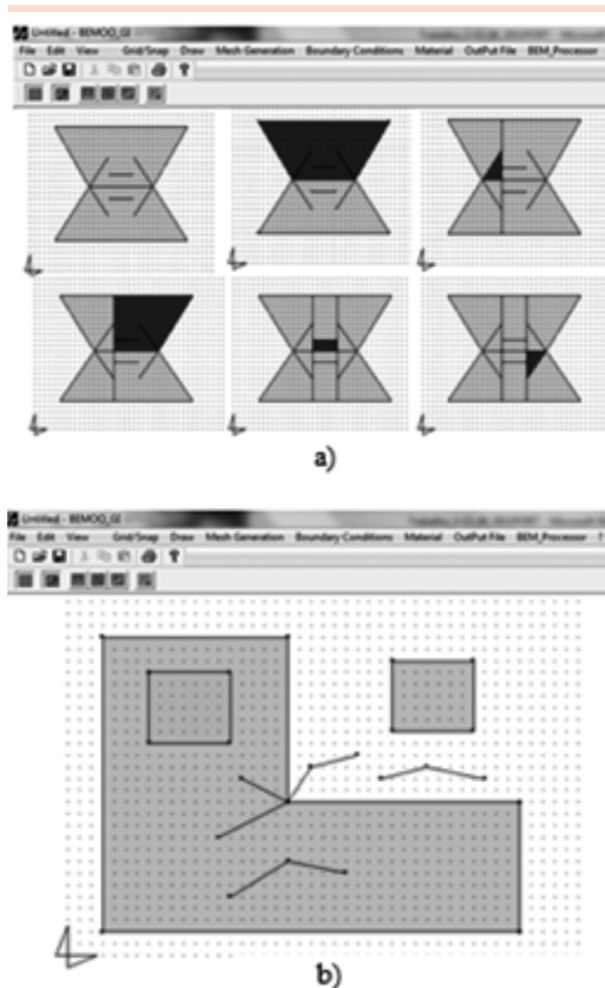 Untitled - BEMOO_GI
File Edit View Grid/Snap Draw Mesh Generation Boundary Conditions Material OutPut File BEM_Processor
a)
Untitled - BEMOO_GI
File Edit View Grid/Snap Draw Mesh Generation Boundary Conditions Material OutPut File BEM_Processor ?
b)